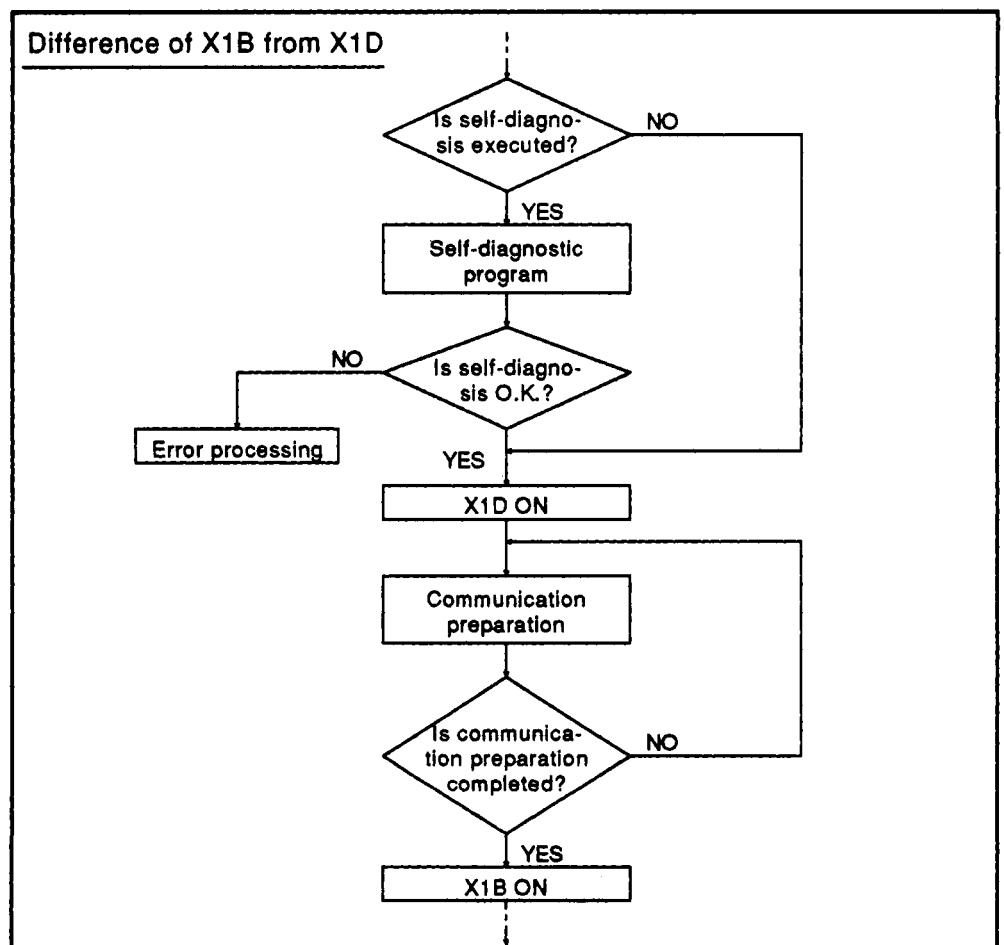 Difference of X1B from X1D
Is self-diagno-
sis executed?
NO
YES
Self-diagnostic
program
NO
Is self-diagno-
sis O.K.?
Error processing
YES
X1D ON
Communication
preparation
Is communica-
tion preparation
completed?
NO
YES
X1B ON